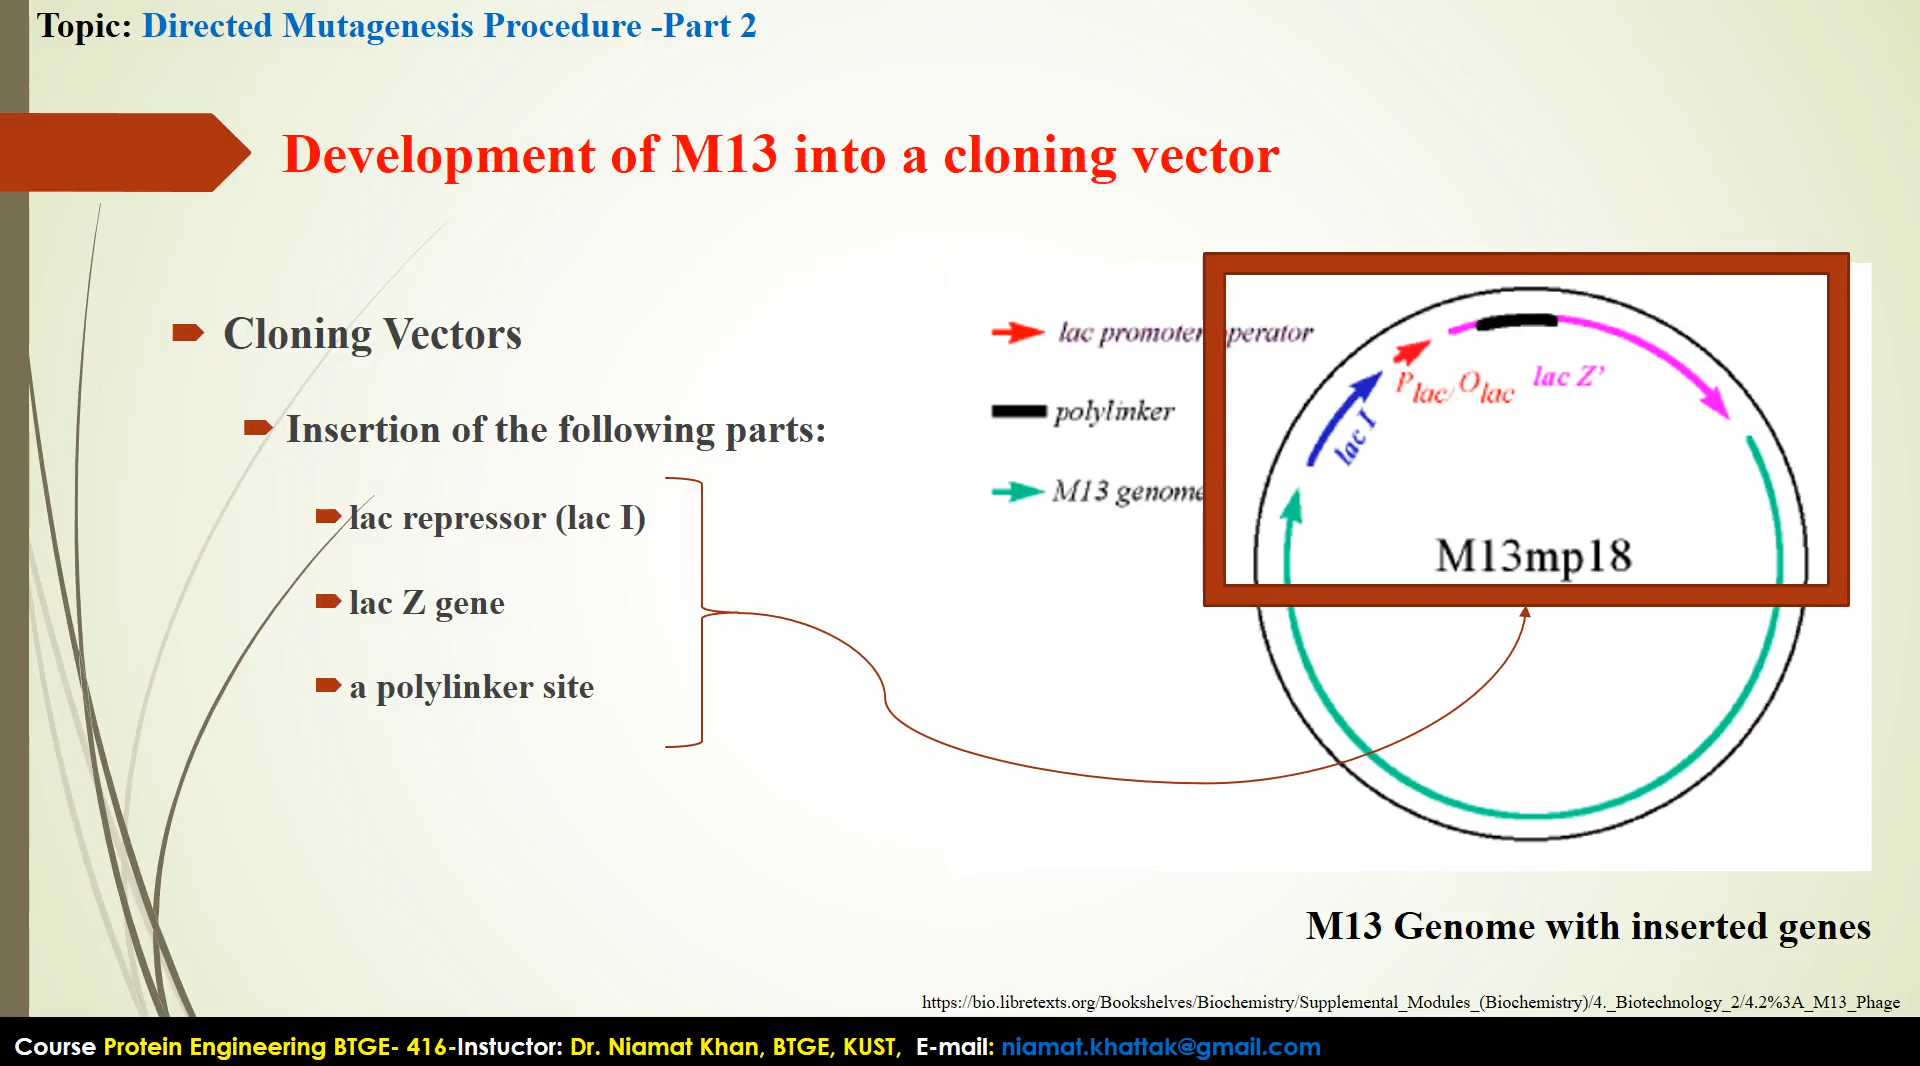 Topic: Directed Mutagenesis Procedure -Part 2
Development of M13 into a cloning vector
Cloning Vectors
Insertion of the following parts:
lac repressor (lac I)
lac Z gene
a polylinker site
lac promoter perator
polylinker
M13 genome
lac I
Plac/Olac
lac Z'
M13mp18
M13 Genome with inserted genes
https://bio.libretexts.org/Bookshelves/Biochemistry/Supplemental_Modules_(Biochemistry)/4._Biotechnology_2/4.2%3A_M13_Phage
Course Protein Engineering BTGE- 416-Instuctor: Dr. Niamat Khan, BTGE, KUST, E-mail: niamat.khattak@gmail.com